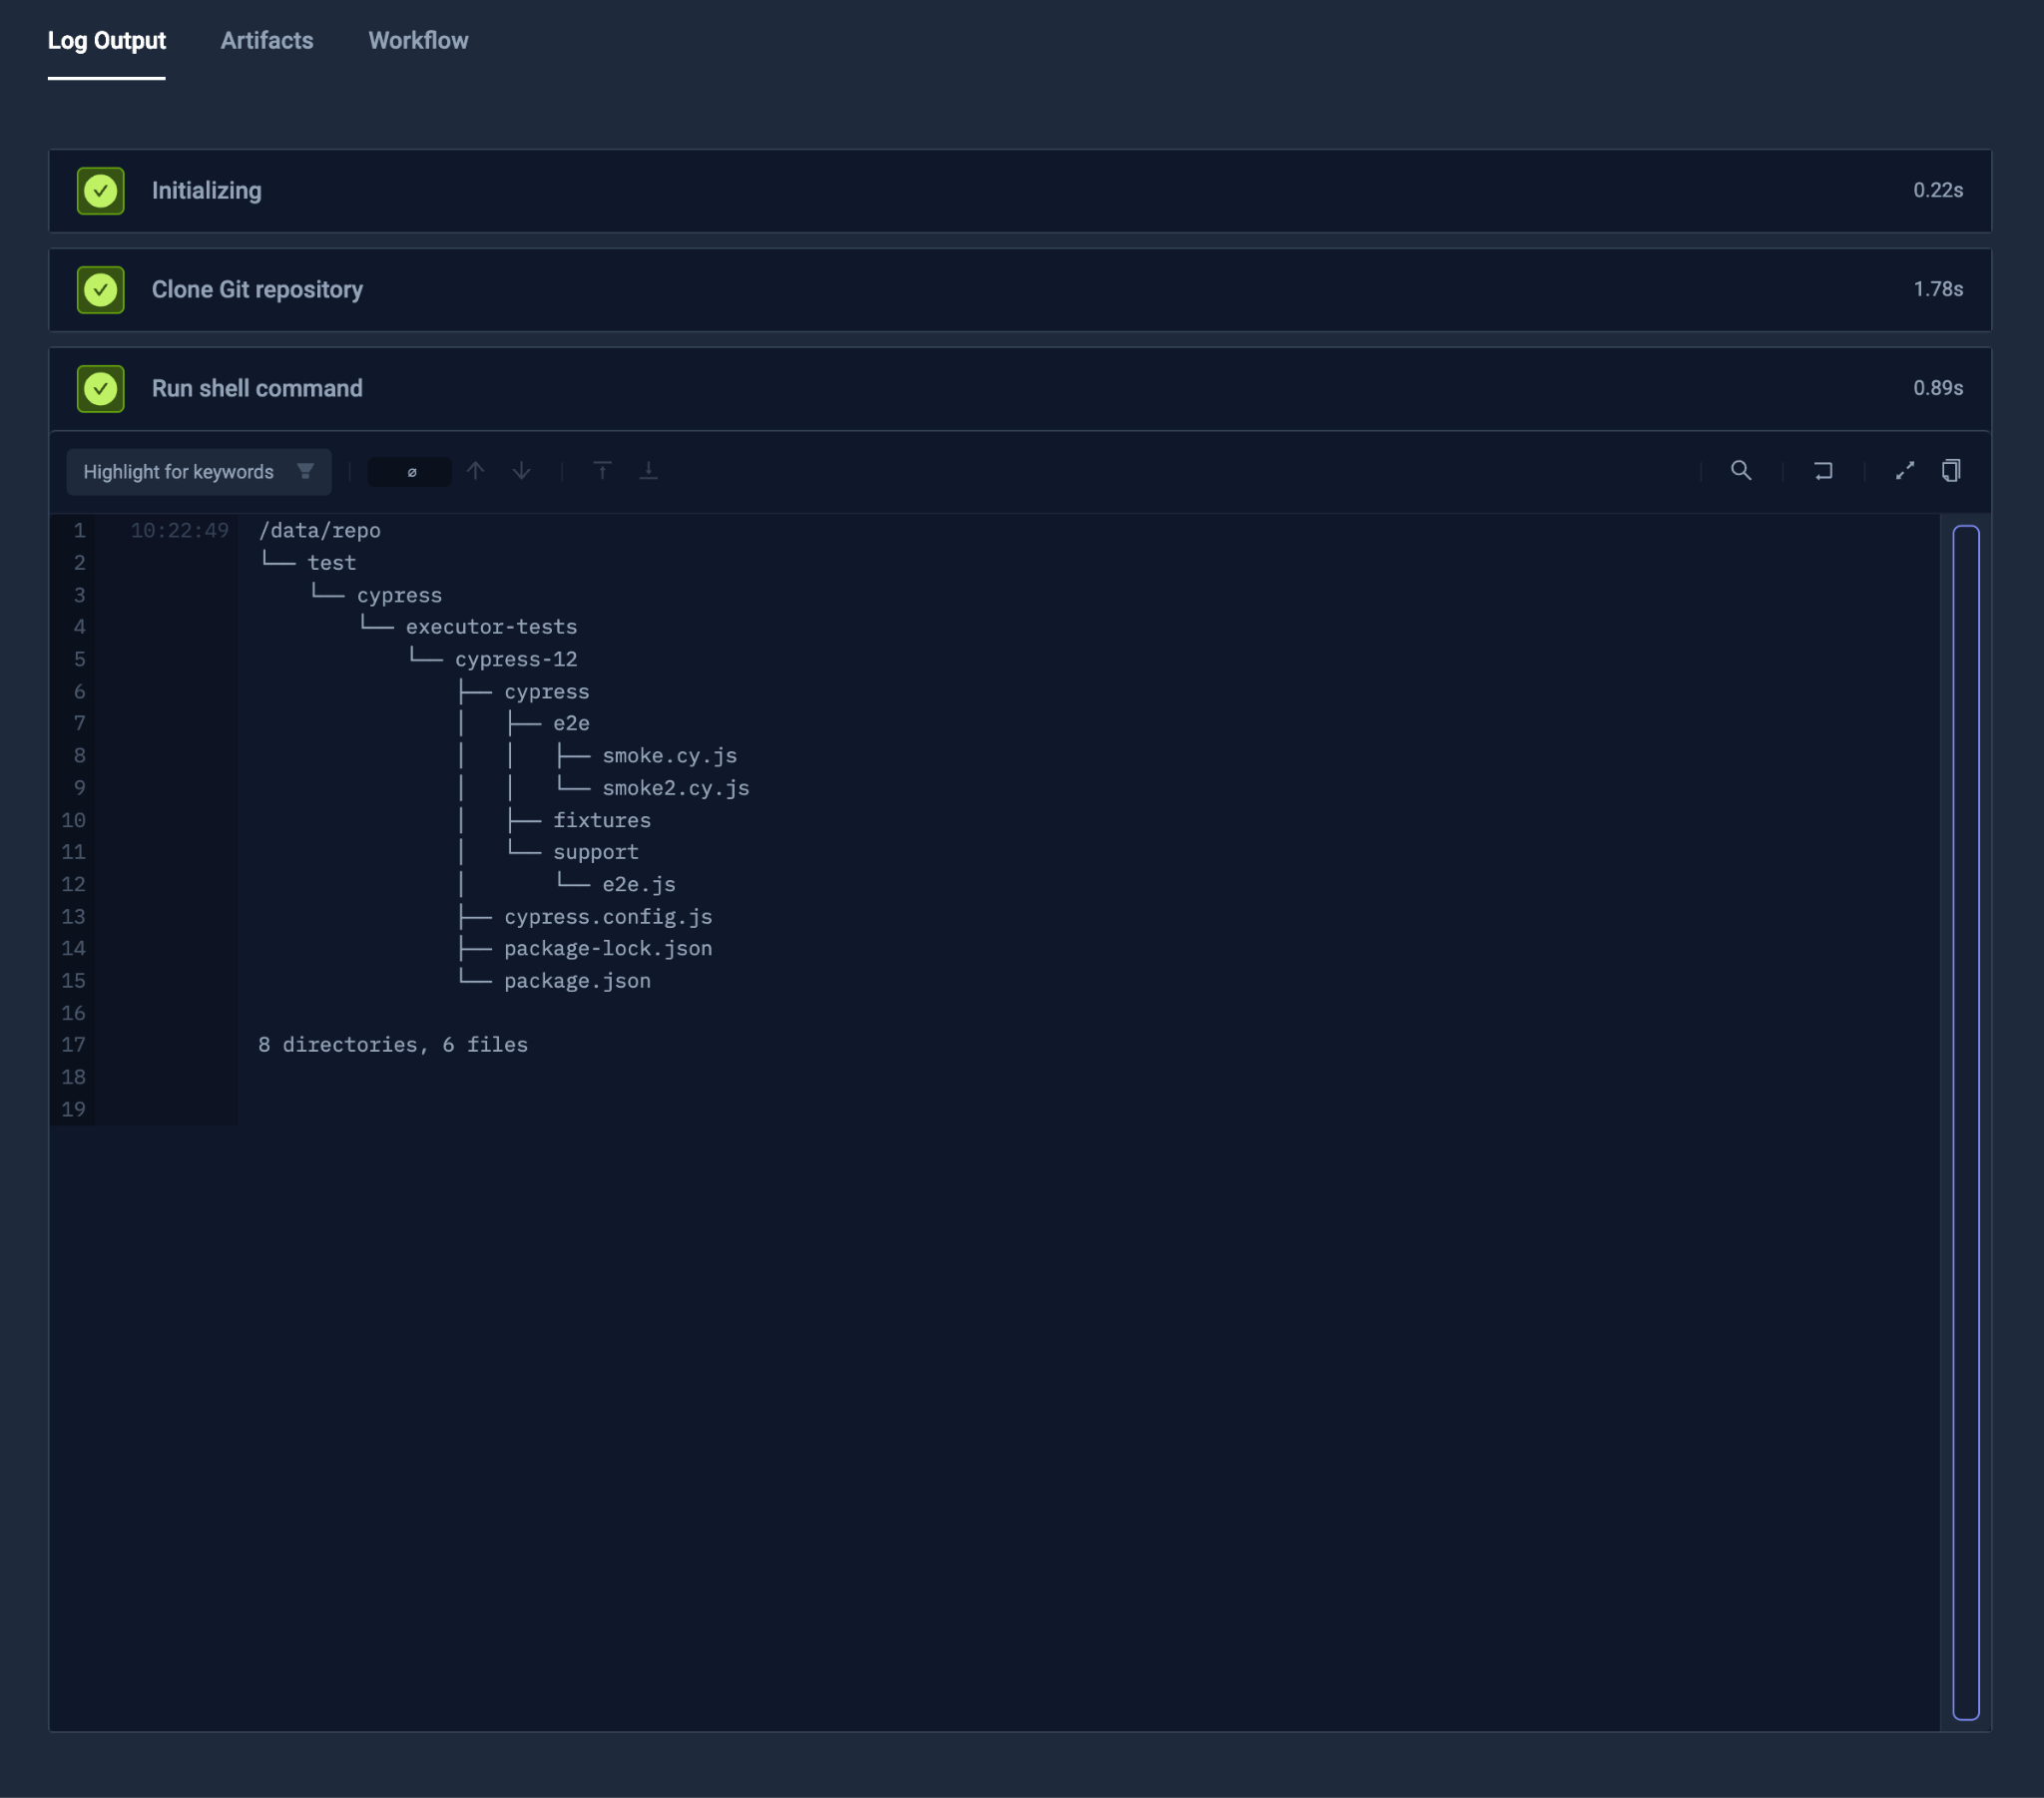 Log Output Artifacts Workflow
Initializing 0.22s
Clone Git repository 1.78s
Run shell command 0.89s
Highlight for keywords ⌀
1 10:22:49 /data/repo
2 └── test
3     └── cypress
4         └── executor-tests
5             └── cypress-12
6                 ├── cypress
7                 │   ├── e2e
8                 │   │   ├── smoke.cy.js
9                 │   │   └── smoke2.cy.js
10                 │   ├── fixtures
11                 │   └── support
12                 │       └── e2e.js
13                 ├── cypress.config.js
14                 ├── package-lock.json
15                 └── package.json
16
17 8 directories, 6 files
18
19